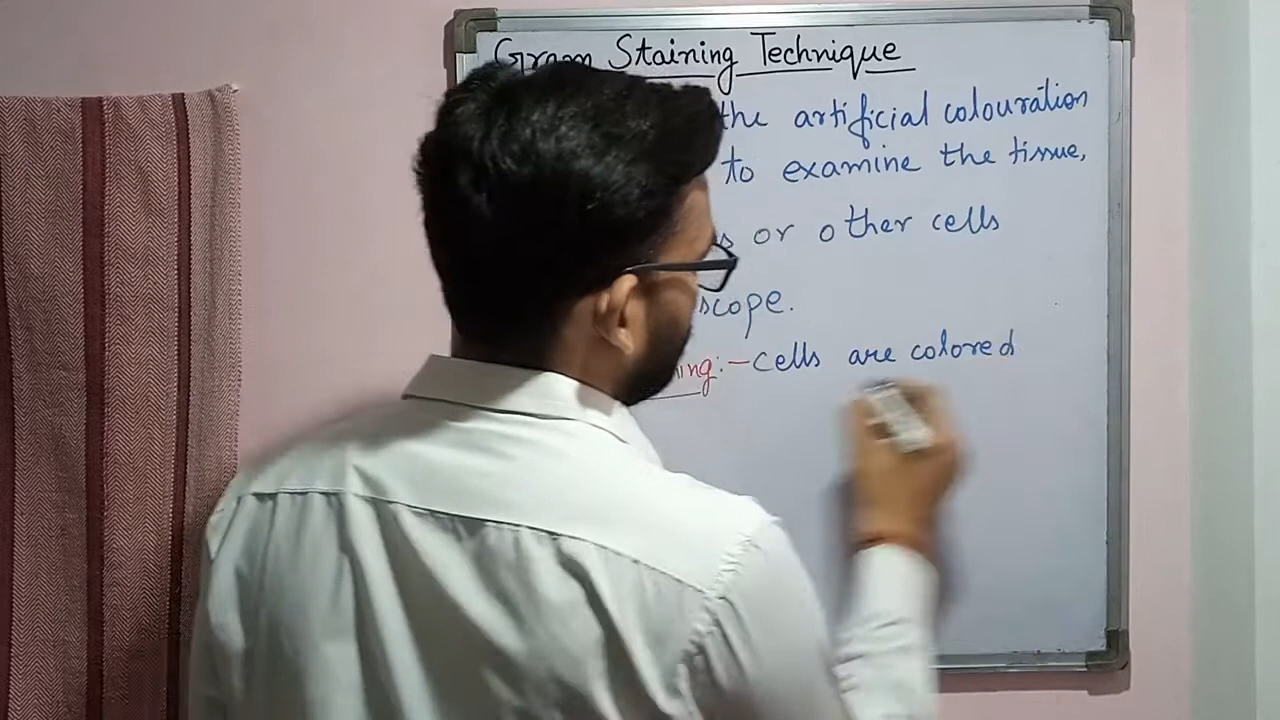 Gram Staining Technique
the artificial colouration
to examine the tissue,
or other cells
scope.
ing:- cells are colored